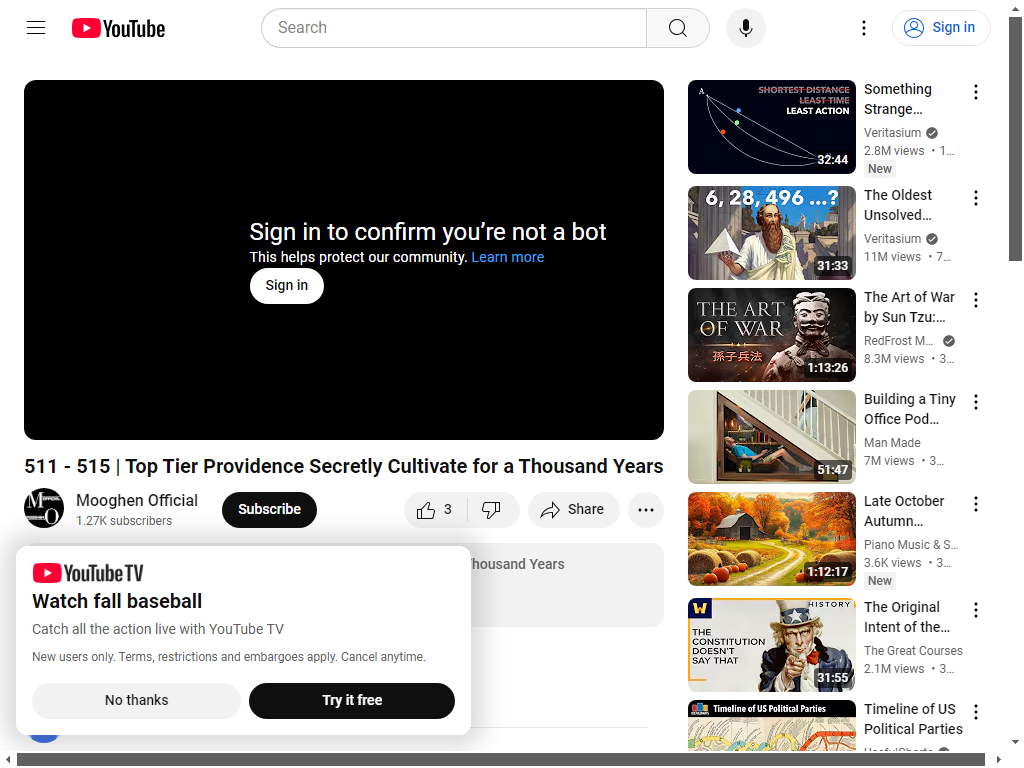 YouTube
Search
Sign in
Sign in to confirm you’re not a bot
This helps protect our community. Learn more
Sign in
511 - 515 | Top Tier Providence Secretly Cultivate for a Thousand Years
MOOGHEN
OFFICIAL
Mooghen Official
1.27K subscribers
Subscribe
3
Share
Thousand Years
YouTube TV
Watch fall baseball
Catch all the action live with YouTube TV
New users only. Terms, restrictions and embargoes apply. Cancel anytime.
No thanks
Try it free
A
SHORTEST DISTANCE
LEAST TIME
LEAST ACTION
32:44
Something
Strange…
Veritasium
2.8M views • 1…
New
6, 28, 496 ...?
31:33
The Oldest
Unsolved…
Veritasium
11M views • 7…
THE ART
OF WAR
孫子兵法
1:13:26
The Art of War
by Sun Tzu:…
RedFrost M…
8.3M views • 3…
51:47
Building a Tiny
Office Pod…
Man Made
7M views • 3…
1:12:17
Late October
Autumn…
Piano Music & S…
3.6K views • 3…
New
W
HISTORY
THE
CONSTITUTION
DOESN'T
SAY THAT
31:55
The Original
Intent of the…
The Great Courses
2.1M views • 3…
Timeline of US Political Parties
Timeline of US
Political Parties
UsefulCharts